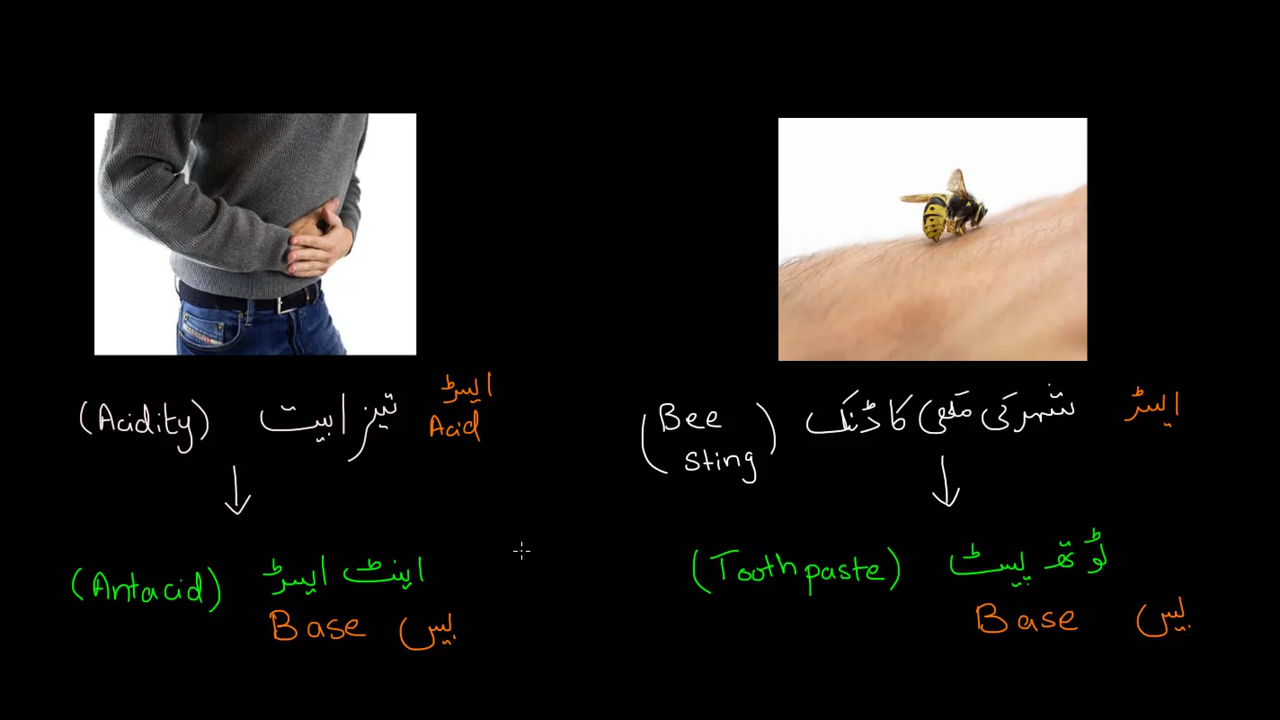 (Acidity) تیزابیت ایسڈ
Acid
(Antacid) اینٹ ایسڈ
Base بیس
(Bee Sting) شہد کی مکھی کا ڈنک ایسڈ
(Toothpaste) ٹوتھ پیسٹ
Base بیس